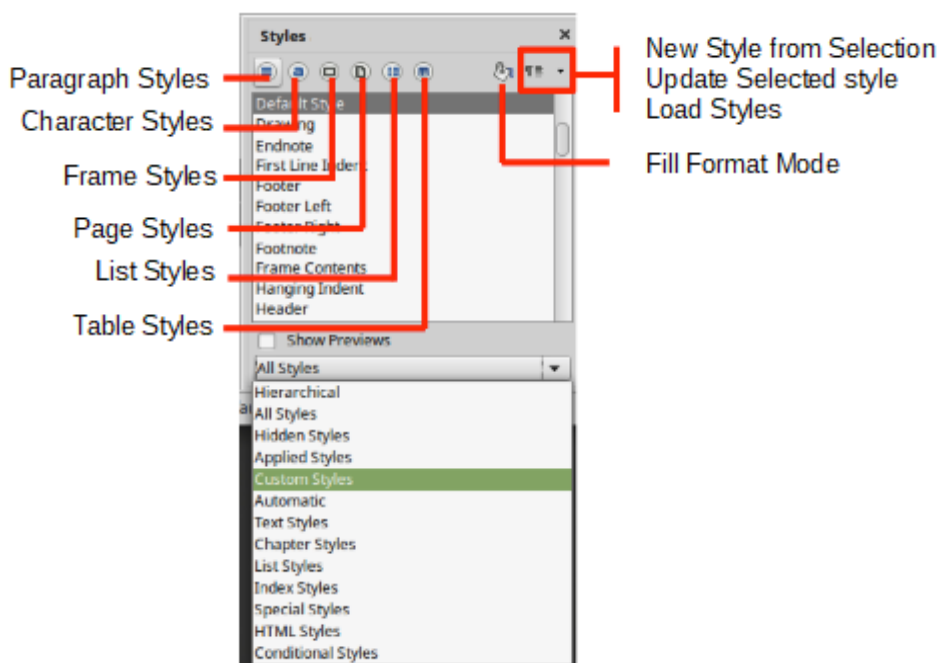 Styles
New Style from Selection
Update Selected style
Load Styles
Paragraph Styles
Character Styles
Frame Styles
Page Styles
List Styles
Table Styles
Fill Format Mode
Default Style
Drawing
Endnote
First Line Indent
Footer
Footer Left
Footer Right
Footnote
Frame Contents
Hanging Indent
Header
Show Previews
All Styles
Hierarchical
All Styles
Hidden Styles
Applied Styles
Custom Styles
Automatic
Text Styles
Chapter Styles
List Styles
Index Styles
Special Styles
HTML Styles
Conditional Styles